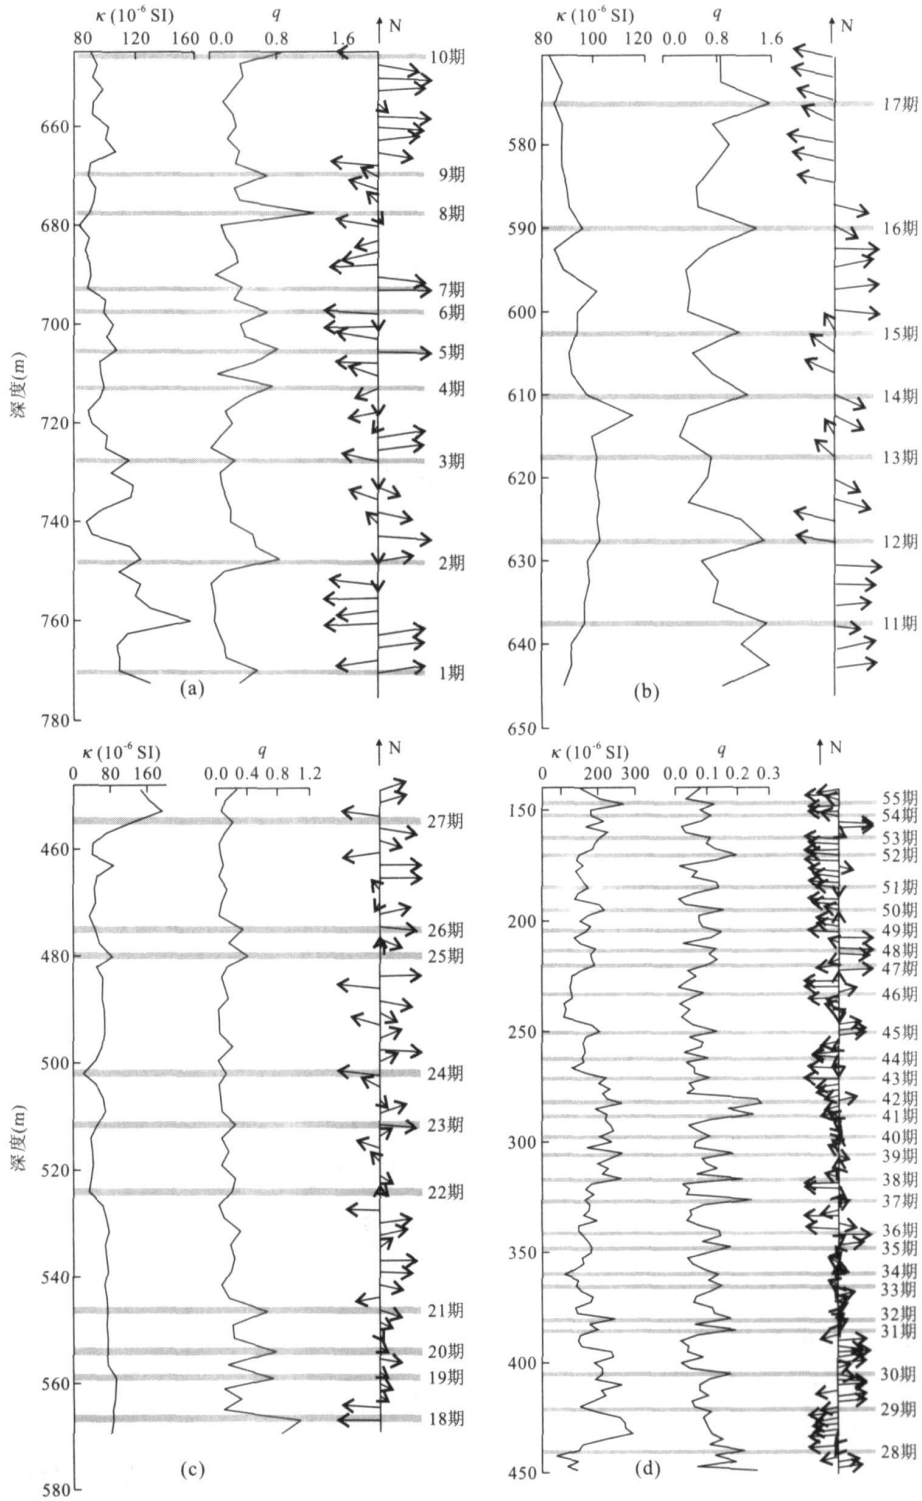 κ (10-6 SI) q N
80 120 160 0.0 0.8 1.6
10期
660
9期
8期
680
7期
6期
700
5期
4期
720
3期
740
2期
760
1期
780
深度(m)
(a)
κ (10-6 SI) q N
80 100 120 0.0 0.8 1.6
17期
580
16期
590
600
15期
14期
610
13期
620
12期
630
11期
640
650
(b)
κ (10-6 SI) q N
0 80 160 0.0 0.4 0.8 1.2
27期
460
26期
25期
480
24期
500
23期
22期
520
540
21期
20期
19期
560
18期
580
深度(m)
(c)
κ (10-6 SI) q N
0 200 300 0.0 0.1 0.3
55期
150
54期
53期
52期
51期
50期
200
49期
48期
47期
46期
45期
250
44期
43期
42期
41期
40期
300
39期
38期
37期
36期
35期
350
34期
33期
32期
31期
400
30期
29期
28期
450
(d)